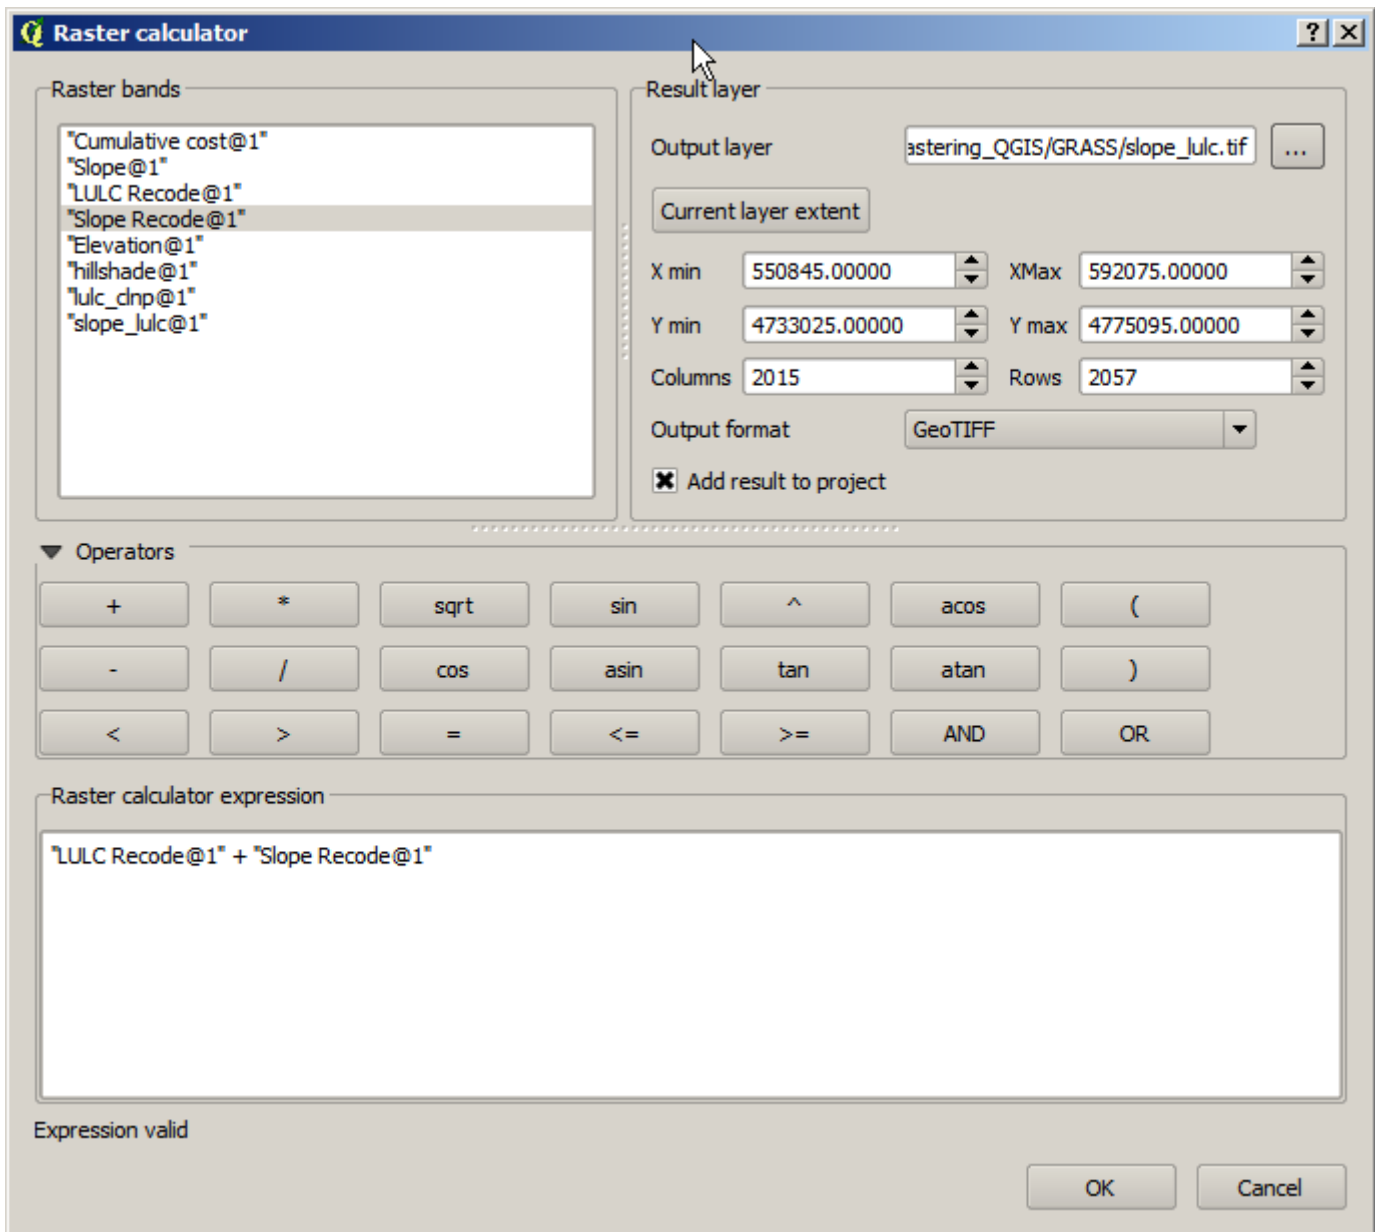 Raster calculator
Raster bands
"Cumulative cost@1"
"Slope@1"
"LULC Recode@1"
"Slope Recode@1"
"Elevation@1"
"hillshade@1"
"lulc_clnp@1"
"slope_lulc@1"
Result layer
Output layer astering_QGIS/GRASS/slope_lulc.tif ...
Current layer extent
X min 550845.00000 XMax 592075.00000
Y min 4733025.00000 Y max 4775095.00000
Columns 2015 Rows 2057
Output format GeoTIFF
Add result to project
Operators
+ * sqrt sin ^ acos (
- / cos asin tan atan )
< > = <= >= AND OR
Raster calculator expression
"LULC Recode@1" + "Slope Recode@1"
Expression valid
OK Cancel